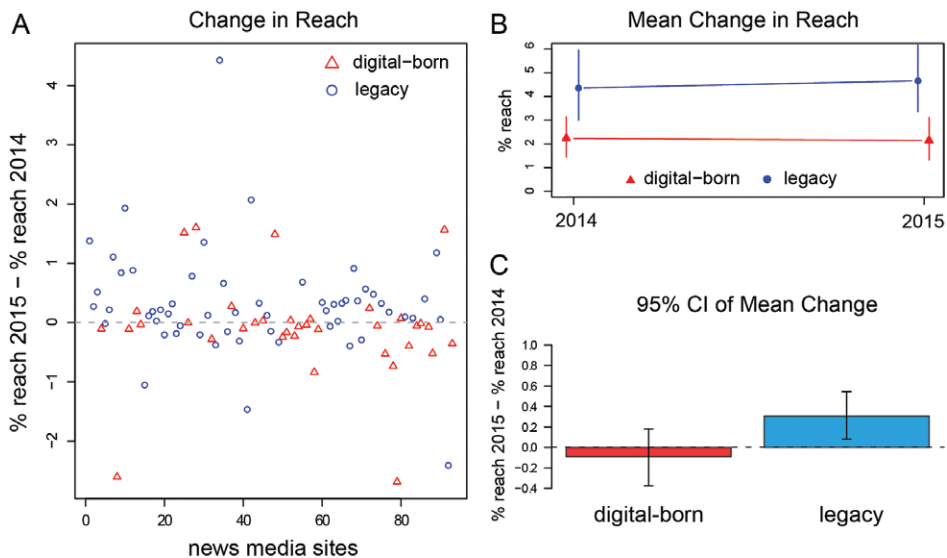 A
Change in Reach
digital−born
legacy
% reach 2015 − % reach 2014
4
3
2
1
0
−1
−2
0
20
40
60
80
news media sites
B
Mean Change in Reach
% reach
6
5
4
3
2
1
0
digital−born
legacy
2014
2015
C
95% CI of Mean Change
% reach 2015 − % reach 2014
1.0
0.8
0.6
0.4
0.2
0.0
−0.2
−0.4
digital-born
legacy